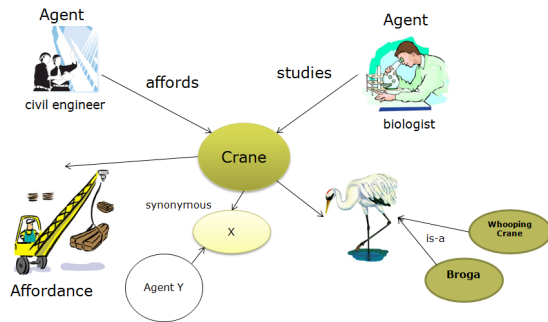 Agent
Agent
affords
studies
civil engineer
biologist
Crane
synonymous
X
Whooping
Crane
is-a
Broga
Agent Y
Affordance